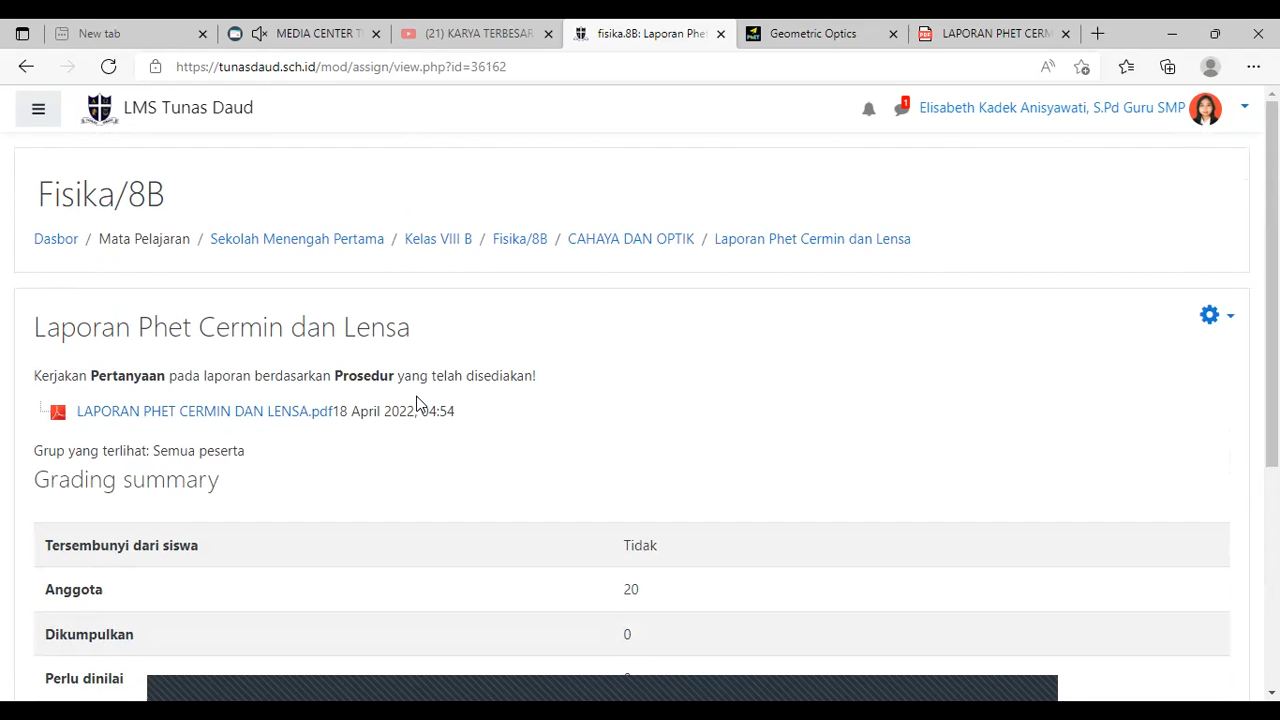 New tab
MEDIA CENTER T
(21) KARYA TERBESAR
fisika.8B: Laporan Phe
Geometric Optics
LAPORAN PHET CERM
https://tunasdaud.sch.id/mod/assign/view.php?id=36162
LMS Tunas Daud
1
Elisabeth Kadek Anisyawati, S.Pd Guru SMP
Fisika/8B
Dasbor / Mata Pelajaran / Sekolah Menengah Pertama / Kelas VIII B / Fisika/8B / CAHAYA DAN OPTIK / Laporan Phet Cermin dan Lensa
Laporan Phet Cermin dan Lensa
Kerjakan Pertanyaan pada laporan berdasarkan Prosedur yang telah disediakan!
LAPORAN PHET CERMIN DAN LENSA.pdf18 April 2022, 04:54
Grup yang terlihat: Semua peserta
Grading summary
Tersembunyi dari siswa Tidak
Anggota 20
Dikumpulkan 0
Perlu dinilai